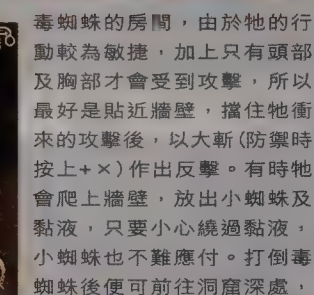 毒蜘蛛的房間，由於牠的行
動較為敏捷，加上只有頭部
及胸部才會受到攻擊，所以
最好是貼近牆壁，擋住牠衝
來的攻擊後，以大斬(防禦時
按上+×)作出反擊。有時牠
會爬上牆壁，放出小蜘蛛及
黏液，只要小心繞過黏液，
小蜘蛛也不難應付。打倒毒
蜘蛛後便可前往洞窟深處，